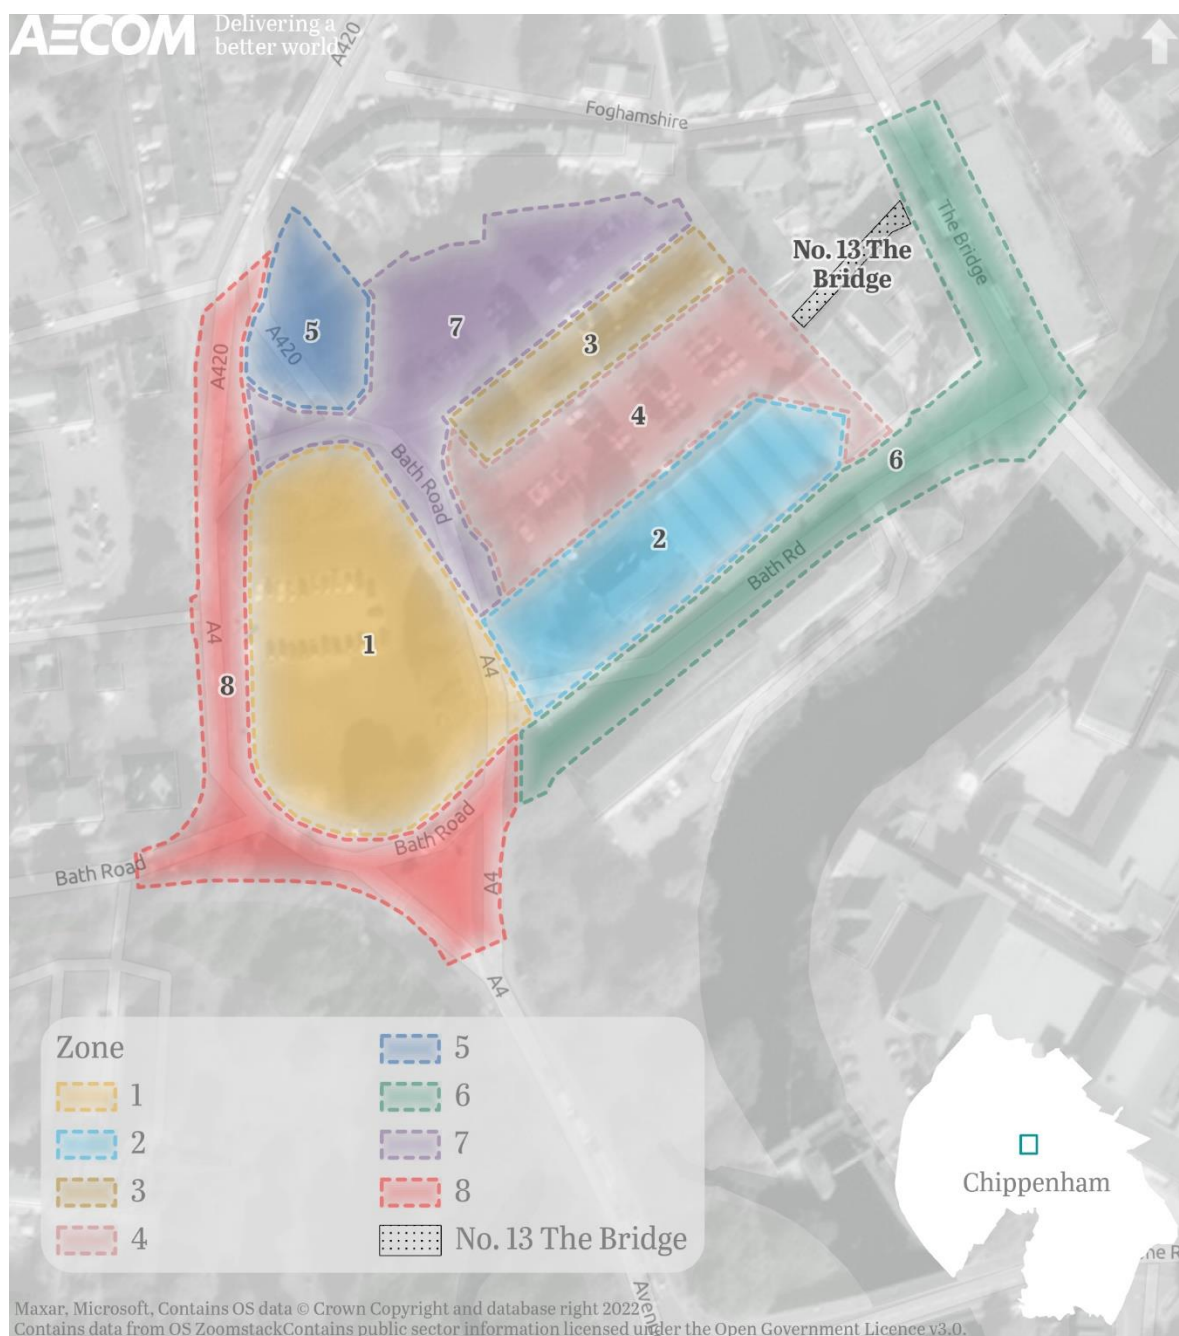 AECOM
Delivering a
better world
A420
Foghamshire
The Bridge
No. 13 The
Bridge
5
A420
A420
7
3
4
6
Bath Road
2
Bath Rd
A4
1
A4
8
Bath Road
Bath Road
A4
A4
Zone
1
2
3
4
5
6
7
8
No. 13 The Bridge
Chippenham
Maxar, Microsoft, Contains OS data © Crown Copyright and database right 2022
Contains data from OS ZoomstackContains public sector information licensed under the Open Government Licence v3.0.